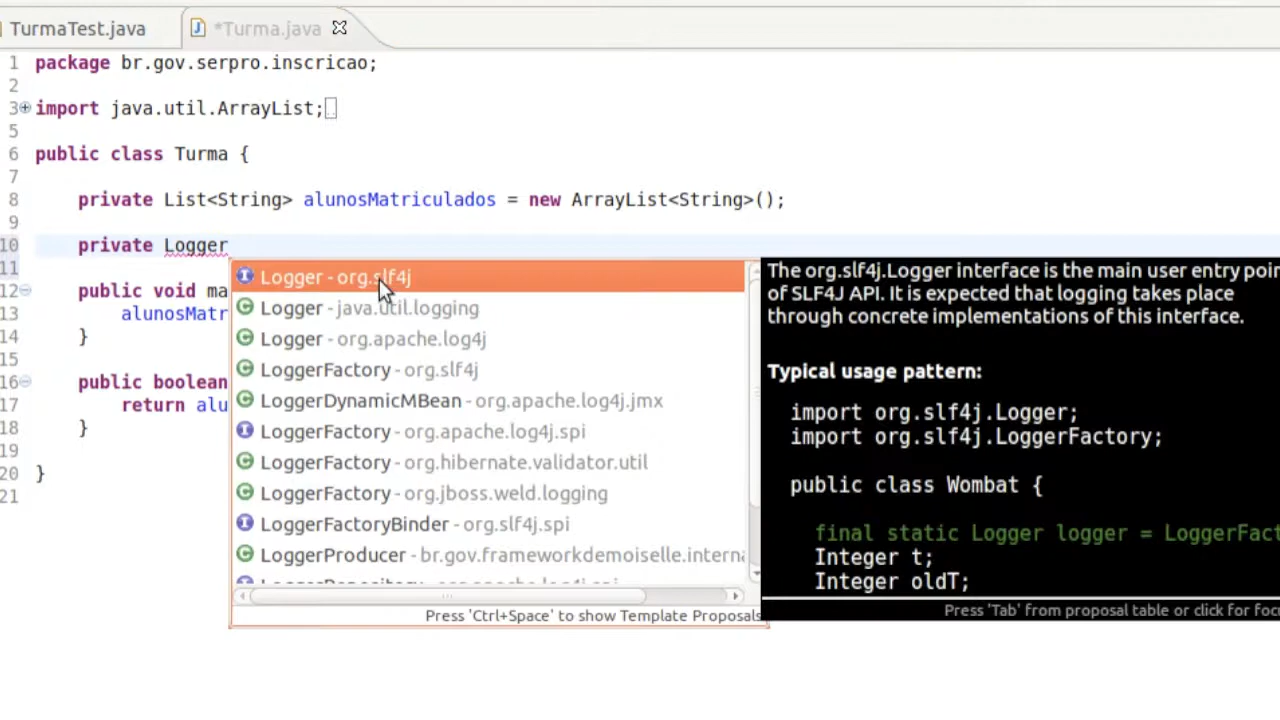 TurmaTest.java
*Turma.java
1 package br.gov.serpro.inscricao;
2
3 import java.util.ArrayList;
5
6 public class Turma {
7
8 private List<String> alunosMatriculados = new ArrayList<String>();
9
10 private Logger
11
12 public void ma
13 alunosMatr
14 }
15
16 public boolean
17 return alu
18 }
19
20 }
21
Logger - org.slf4j
Logger - java.util.logging
Logger - org.apache.log4j
LoggerFactory - org.slf4j
LoggerDynamicMBean - org.apache.log4j.jmx
LoggerFactory - org.apache.log4j.spi
LoggerFactory - org.hibernate.validator.util
LoggerFactory - org.jboss.weld.logging
LoggerFactoryBinder - org.slf4j.spi
LoggerProducer - br.gov.frameworkdemoiselle.interna
Press 'Ctrl+Space' to show Template Proposals
The org.slf4j.Logger interface is the main user entry poin
of SLF4J API. It is expected that logging takes place
through concrete implementations of this interface.
Typical usage pattern:
import org.slf4j.Logger;
import org.slf4j.LoggerFactory;
public class Wombat {
final static Logger logger = LoggerFact
Integer t;
Integer oldT;
Press 'Tab' from proposal table or click for focu